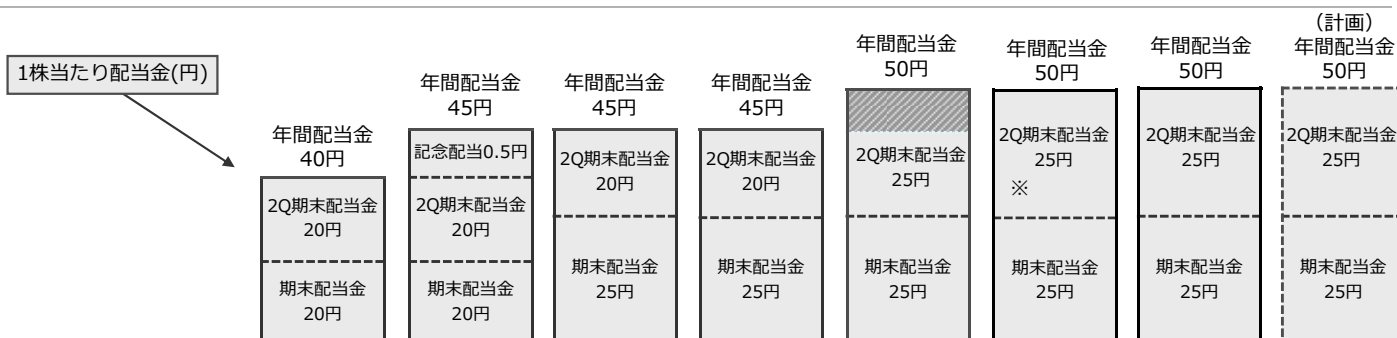 1株当たり配当金(円)
年間配当金
40円
2Q期末配当金
20円
期末配当金
20円
年間配当金
45円
記念配当0.5円
2Q期末配当金
20円
期末配当金
20円
年間配当金
45円
2Q期末配当金
20円
期末配当金
25円
年間配当金
45円
2Q期末配当金
20円
期末配当金
25円
年間配当金
50円
2Q期末配当金
25円
期末配当金
25円
年間配当金
50円
2Q期末配当金
25円
※
期末配当金
25円
年間配当金
50円
2Q期末配当金
25円
期末配当金
25円
（計画）
年間配当金
50円
2Q期末配当金
25円
期末配当金
25円